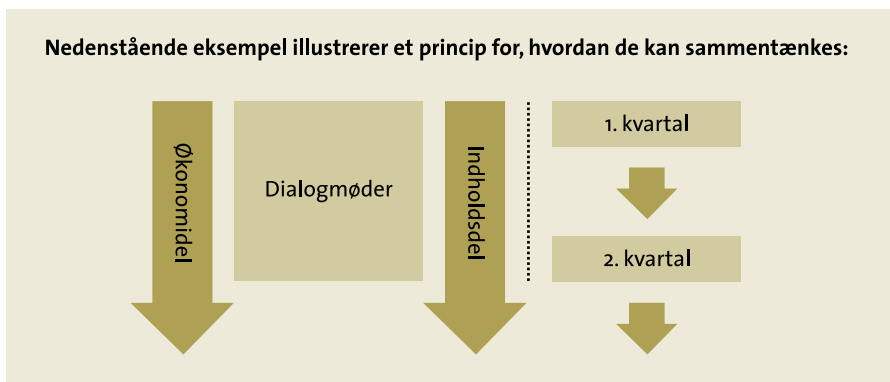 Nedenstående eksempel illustrerer et princip for, hvordan de kan sammentænkes:
Økonomidel
Dialogmøder
Indholdsdel
1. kvartal
2. kvartal